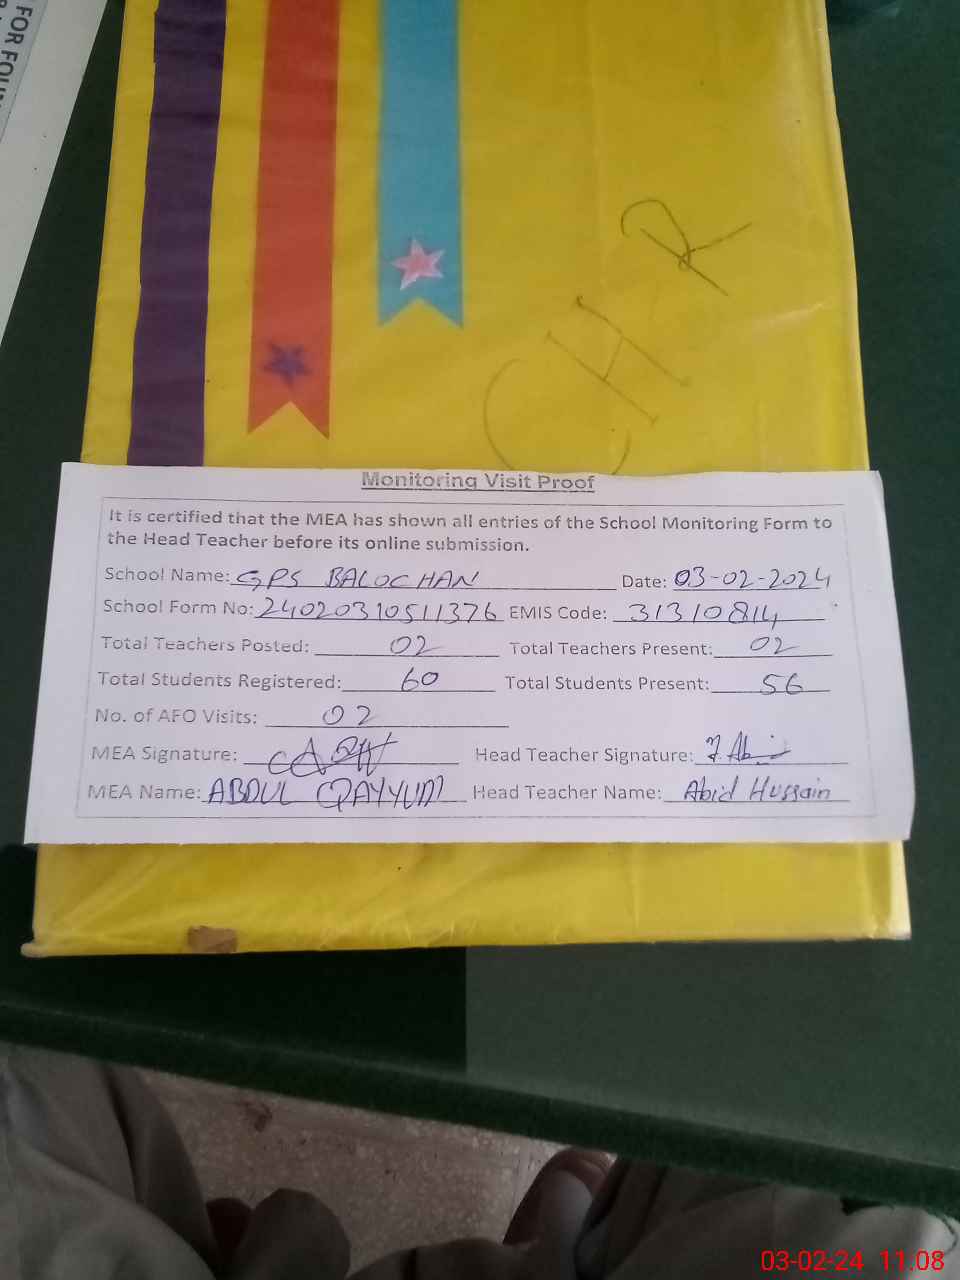 FOR FOUN
CH R
Monitoring Visit Proof
It is certified that the MEA has shown all entries of the School Monitoring Form to
the Head Teacher before its online submission.
School Name: GPS BALOCHAN Date: 03-02-2024
School Form No: 24020310511376 EMIS Code: 31310814
Total Teachers Posted: 02 Total Teachers Present: 02
Total Students Registered: 60 Total Students Present: 56
No. of AFO Visits: 02
MEA Signature: Head Teacher Signature:
MEA Name: ABDUL QAYYUM Head Teacher Name: Abid Hussain
03-02-24 11.08